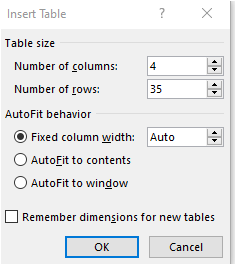 Insert Table
?
×
Table size
Number of columns: 4
Number of rows: 35
AutoFit behavior
Fixed column width: Auto
AutoFit to contents
AutoFit to window
Remember dimensions for new tables
OK Cancel